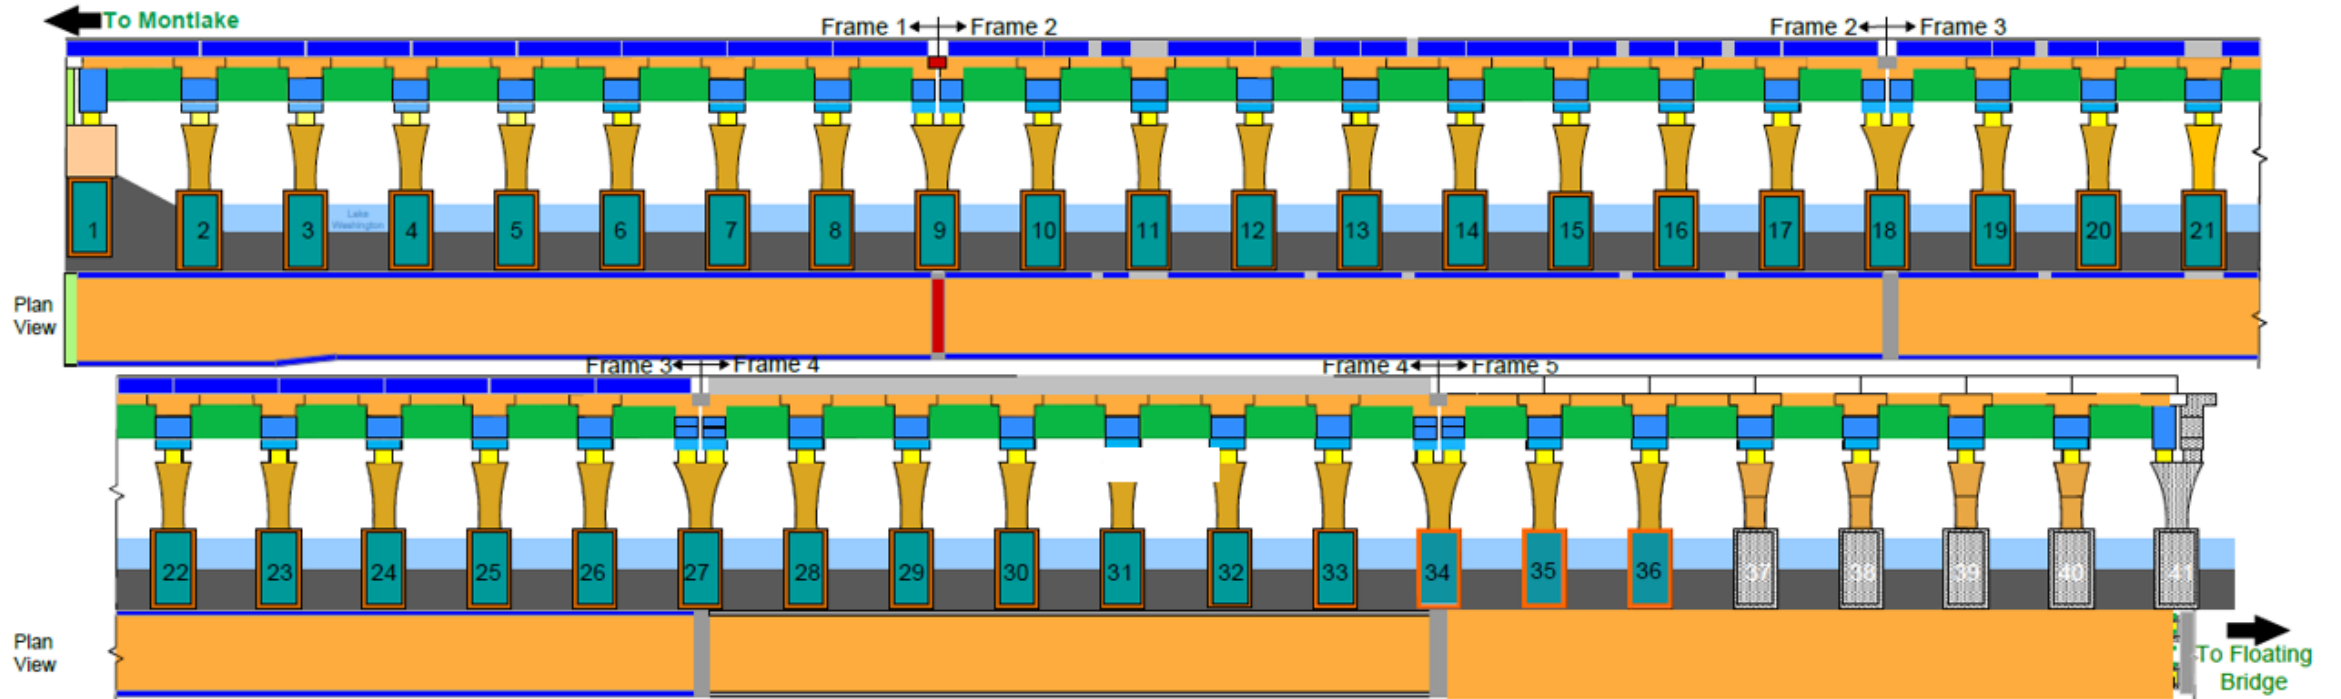 To Montlake
Frame 1 Frame 2
Frame 2 Frame 3
Lake
Washington
1 2 3 4 5 6 7 8 9 10 11 12 13 14 15 16 17 18 19 20 21
Plan
View
Frame 3 Frame 4
Frame 4 Frame 5
22 23 24 25 26 27 28 29 30 31 32 33 34 35 36 37 38 39 40 41
Plan
View
To Floating
Bridge